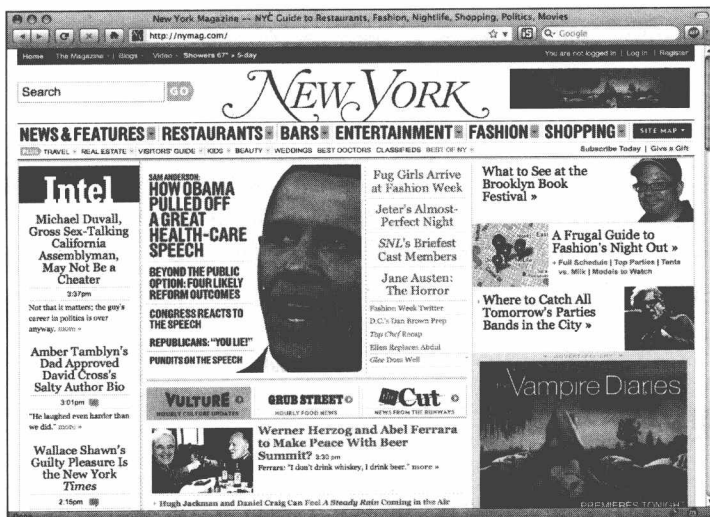 New York Magazine -- NYC Guide to Restaurants, Fashion, Nightlife, Shopping, Politics, Movies
http://nymag.com/
Google
Home The Magazine Blogs Video Showers 67° 5-day
You are not logged in | Log in | Register
Search GO
NEW YORK
NEWS & FEATURES RESTAURANTS BARS ENTERTAINMENT FASHION SHOPPING SITE MAP
PLUS TRAVEL REAL ESTATE VISITORS' GUIDE KIDS BEAUTY WEDDINGS BEST DOCTORS CLASSIFIEDS BEST OF NY
Subscribe Today | Give a Gift
Intel
Michael Duvall,
Gross Sex-Talking
California
Assemblyman,
May Not Be a
Cheater
3:37pm
Not that it matters; the guy's
career in politics is over
anyway. more »
Amber Tamblyn's
Dad Approved
David Cross's
Salty Author Bio
3:01pm
"He laughed even harder than
we did." more »
Wallace Shawn's
Guilty Pleasure Is
the New York
Times
2:15pm
SAM ANDERSON:
HOW OBAMA
PULLED OFF
A GREAT
HEALTH-CARE
SPEECH
BEYOND THE PUBLIC
OPTION: FOUR LIKELY
REFORM OUTCOMES
CONGRESS REACTS TO
THE SPEECH
REPUBLICANS: "YOU LIE!"
PUNDITS ON THE SPEECH
Fug Girls Arrive
at Fashion Week
Jeter's Almost-
Perfect Night
SNL's Briefest
Cast Members
Jane Austen:
The Horror
Fashion Week Twitter
D.C.'s Dan Brown Prep
Top Chef Recap
Ellen Replaces Abdul
Glee Does Well
VULTURE
HOURLY CULTURE UPDATES
GRUB STREET
HOURLY FOOD NEWS
the Cut
NEWS FROM THE RUNWAYS
Werner Herzog and Abel Ferrara
to Make Peace With Beer
Summit? 3:30 pm
Ferrara: "I don't drink whiskey, I drink beer." more »
Hugh Jackman and Daniel Craig Can Feel A Steady Rain Coming in the Air
What to See at the
Brooklyn Book
Festival »
A Frugal Guide to
Fashion's Night Out »
+ Full Schedule | Top Parties | Tents
vs. Milk | Models to Watch
Where to Catch All
Tomorrow's Parties
Bands in the City »
ADVERTISEMENT
the Vampire Diaries
PREMIERES TONIGHT